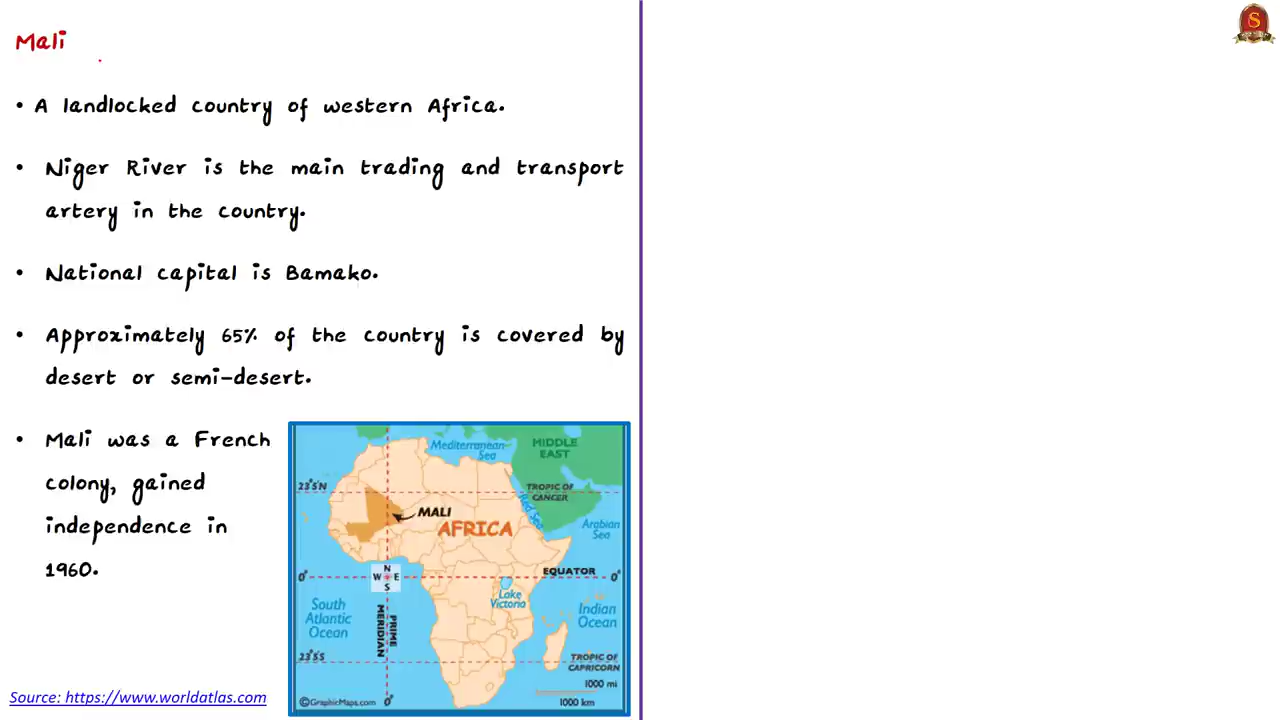 Mali
• A landlocked country of western Africa.
• Niger River is the main trading and transport
artery in the country.
• National capital is Bamako.
• Approximately 65% of the country is covered by
desert or semi-desert.
• Mali was a French
colony, gained
independence in
1960.
Source: https://www.worldatlas.com
Mediterranean
Sea
MIDDLE
EAST
23°5'N
TROPIC OF
CANCER
Red Sea
MALI
AFRICA
Arabian
Sea
N
W E
S
0°
EQUATOR
0°
Lake
Victoria
South
Atlantic
Ocean
PRIME
MERIDIAN
Indian
Ocean
23°5'S
TROPIC OF
CAPRICORN
1000 mi
1000 km
©GraphicMaps.com
0°
S